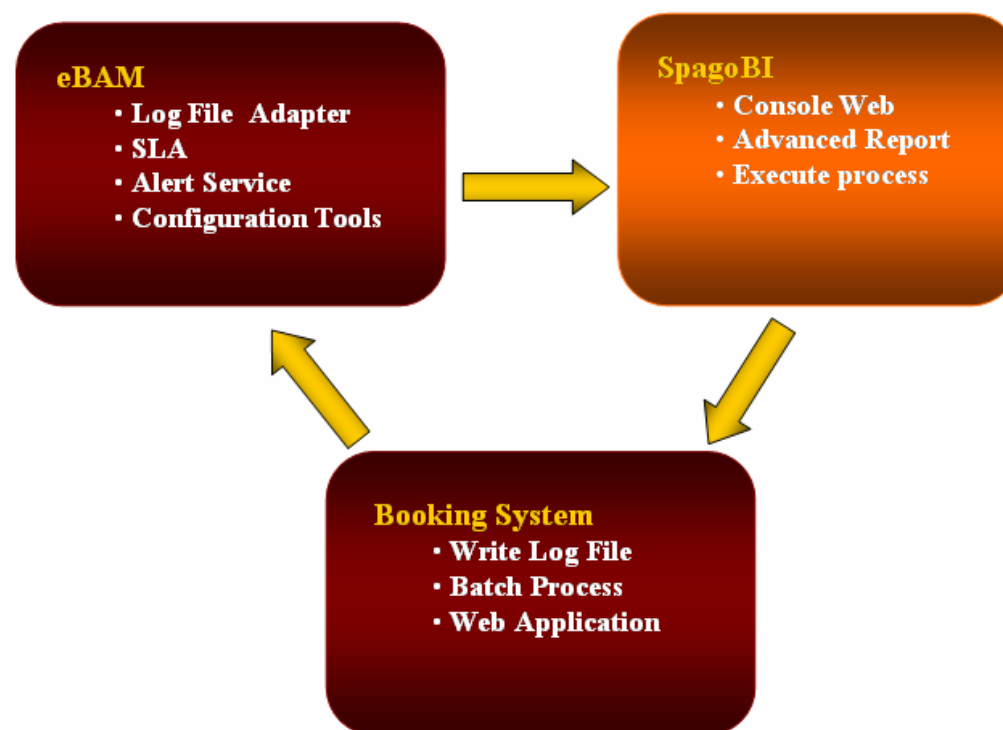 eBAM
· Log File Adapter
· SLA
· Alert Service
· Configuration Tools
SpagoBI
· Console Web
· Advanced Report
· Execute process
Booking System
· Write Log File
· Batch Process
· Web Application